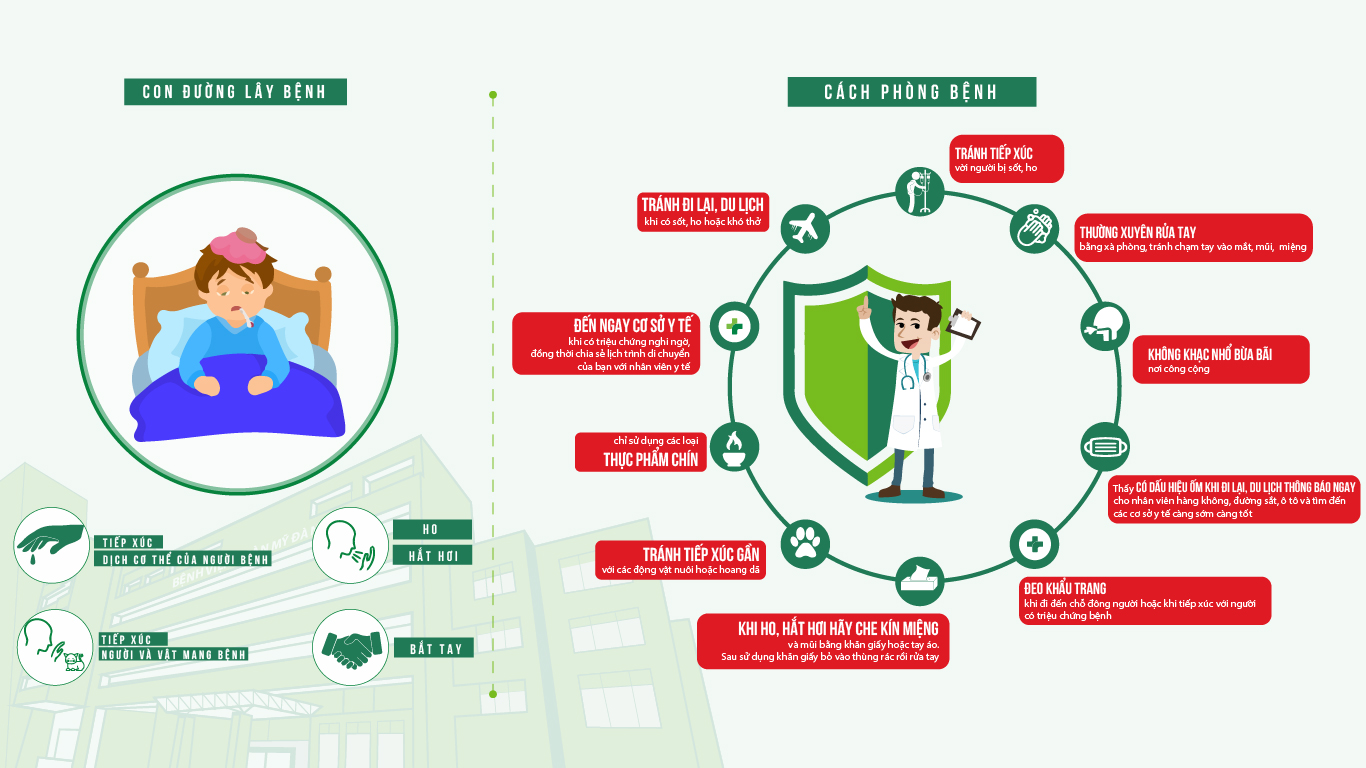 CON ĐƯỜNG LÂY BỆNH
TIẾP XÚC
DỊCH CƠ THỂ CỦA NGƯỜI BỆNH
HO
HẮT HƠI
TIẾP XÚC
NGƯỜI VÀ VẬT MANG BỆNH
BẮT TAY
CÁCH PHÒNG BỆNH
TRÁNH TIẾP XÚC
với người bị sốt, ho
THƯỜNG XUYÊN RỬA TAY
bằng xà phòng, tránh chạm tay vào mắt, mũi, miệng
KHÔNG KHẠC NHỔ BỪA BÃI
nơi công cộng
Thấy CÓ DẤU HIỆU ỐM KHI ĐI LẠI, DU LỊCH THÔNG BÁO NGAY
cho nhân viên hàng không, đường sắt, ô tô và tìm đến
các cơ sở y tế càng sớm càng tốt
ĐEO KHẨU TRANG
khi đi đến chỗ đông người hoặc khi tiếp xúc với người
có triệu chứng bệnh
KHI HO, HẮT HƠI HÃY CHE KÍN MIỆNG
và mũi bằng khăn giấy hoặc tay áo.
Sau sử dụng khăn giấy bỏ vào thùng rác rồi rửa tay
TRÁNH TIẾP XÚC GẦN
với các động vật nuôi hoặc hoang dã
chỉ sử dụng các loại
THỰC PHẨM CHÍN
ĐẾN NGAY CƠ SỞ Y TẾ
khi có triệu chứng nghi ngờ,
đồng thời chia sẻ lịch trình di chuyển
của bạn với nhân viên y tế
TRÁNH ĐI LẠI, DU LỊCH
khi có sốt, ho hoặc khó thở